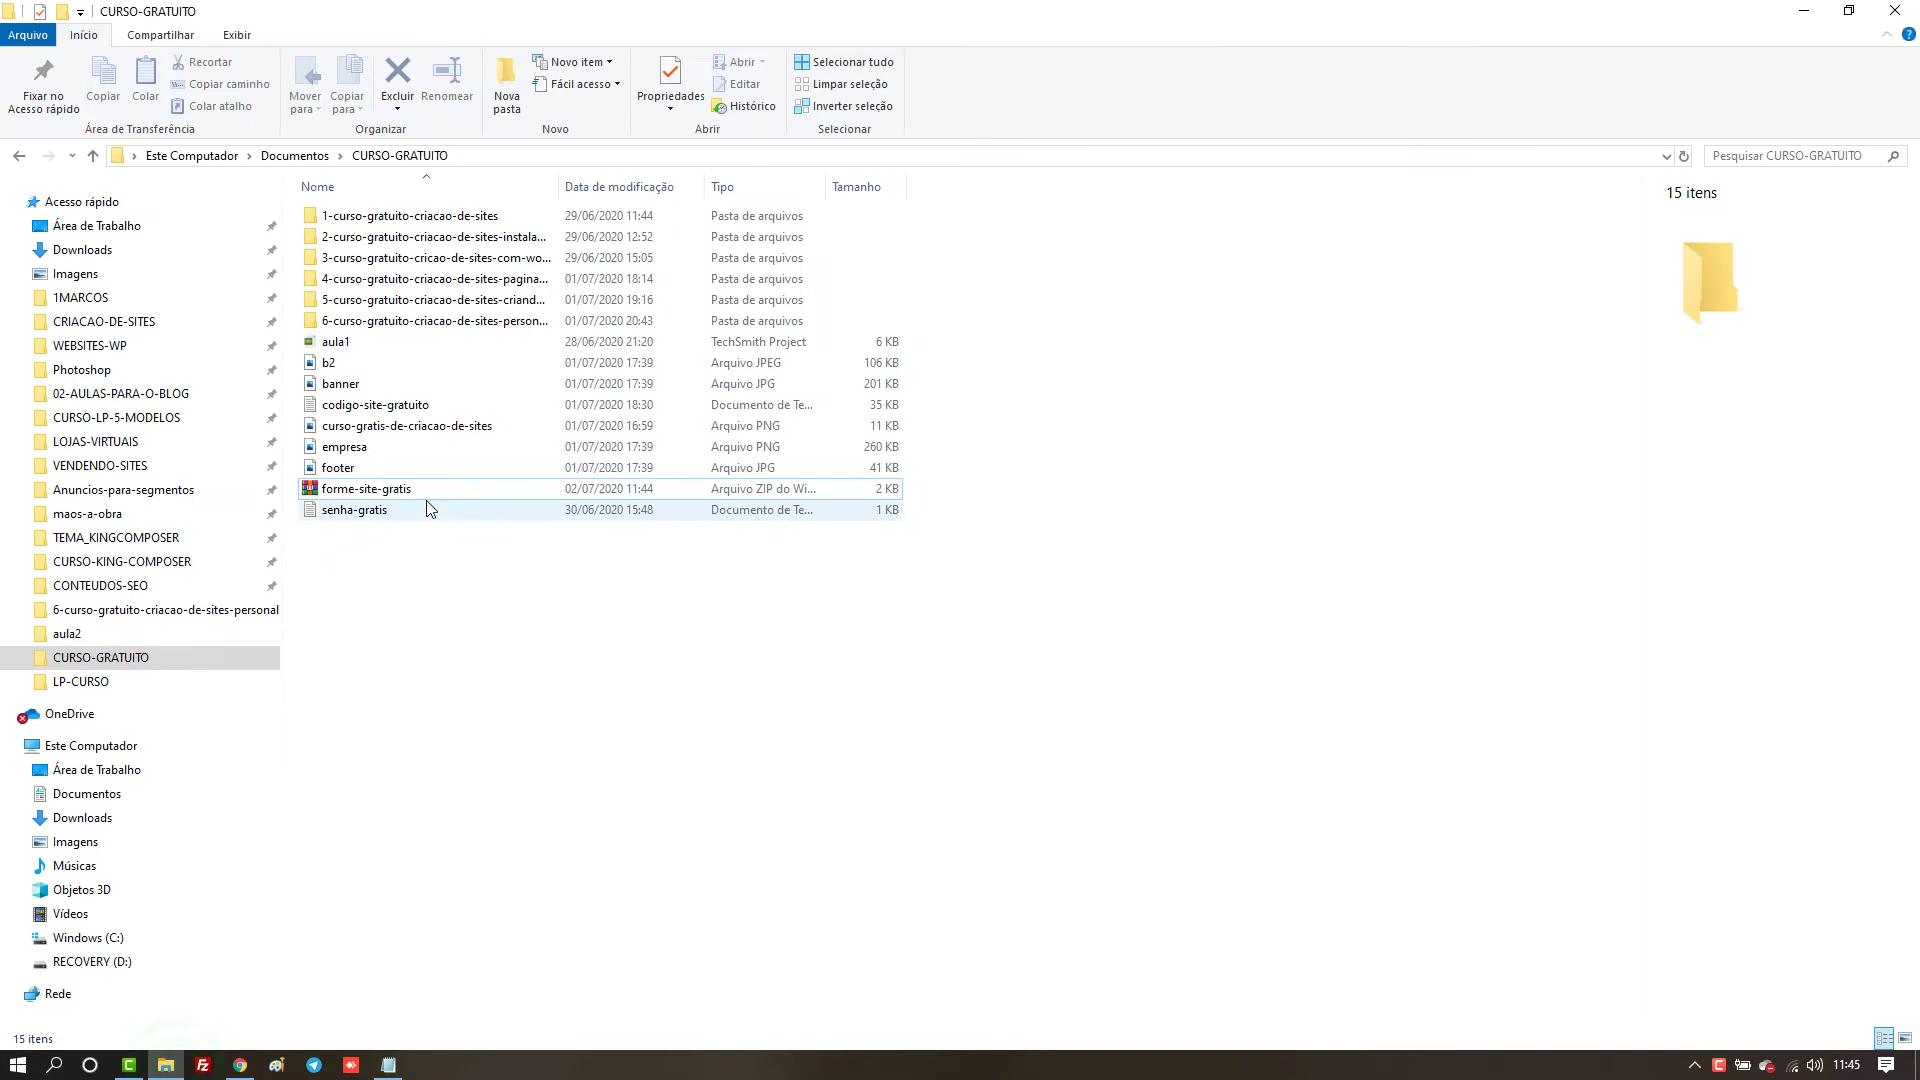 CURSO-GRATUITO
Arquivo Início Compartilhar Exibir
Fixar no Acesso rápido
Copiar
Colar
Recortar
Copiar caminho
Colar atalho
Área de Transferência
Mover para
Copiar para
Excluir
Renomear
Organizar
Nova pasta
Novo item
Fácil acesso
Novo
Propriedades
Abrir
Editar
Histórico
Abrir
Selecionar tudo
Limpar seleção
Inverter seleção
Selecionar
Este Computador > Documentos > CURSO-GRATUITO
Pesquisar CURSO-GRATUITO
Acesso rápido
Área de Trabalho
Downloads
Imagens
1MARCOS
CRIACAO-DE-SITES
WEBSITES-WP
Photoshop
02-AULAS-PARA-O-BLOG
CURSO-LP-5-MODELOS
LOJAS-VIRTUAIS
VENDENDO-SITES
Anuncios-para-segmentos
maos-a-obra
TEMA_KINGCOMPOSER
CURSO-KING-COMPOSER
CONTEUDOS-SEO
6-curso-gratuito-criacao-de-sites-personal
aula2
CURSO-GRATUITO
LP-CURSO
OneDrive
Este Computador
Área de Trabalho
Documentos
Downloads
Imagens
Músicas
Objetos 3D
Vídeos
Windows (C:)
RECOVERY (D:)
Rede
Nome Data de modificação Tipo Tamanho
1-curso-gratuito-criacao-de-sites 29/06/2020 11:44 Pasta de arquivos
2-curso-gratuito-criacao-de-sites-instala... 29/06/2020 12:52 Pasta de arquivos
3-curso-gratuito-cricao-de-sites-com-wo... 29/06/2020 15:05 Pasta de arquivos
4-curso-gratuito-criacao-de-sites-pagina... 01/07/2020 18:14 Pasta de arquivos
5-curso-gratuito-criacao-de-sites-criand... 01/07/2020 19:16 Pasta de arquivos
6-curso-gratuito-criacao-de-sites-person... 01/07/2020 20:43 Pasta de arquivos
aula1 28/06/2020 21:20 TechSmith Project 6 KB
b2 01/07/2020 17:39 Arquivo JPEG 106 KB
banner 01/07/2020 17:39 Arquivo JPG 201 KB
codigo-site-gratuito 01/07/2020 18:30 Documento de Te... 35 KB
curso-gratis-de-criacao-de-sites 01/07/2020 16:59 Arquivo PNG 11 KB
empresa 01/07/2020 17:39 Arquivo PNG 260 KB
footer 01/07/2020 17:39 Arquivo JPG 41 KB
forme-site-gratis 02/07/2020 11:44 Arquivo ZIP do Wi... 2 KB
senha-gratis 30/06/2020 15:48 Documento de Te... 1 KB
15 itens
15 itens
11:45